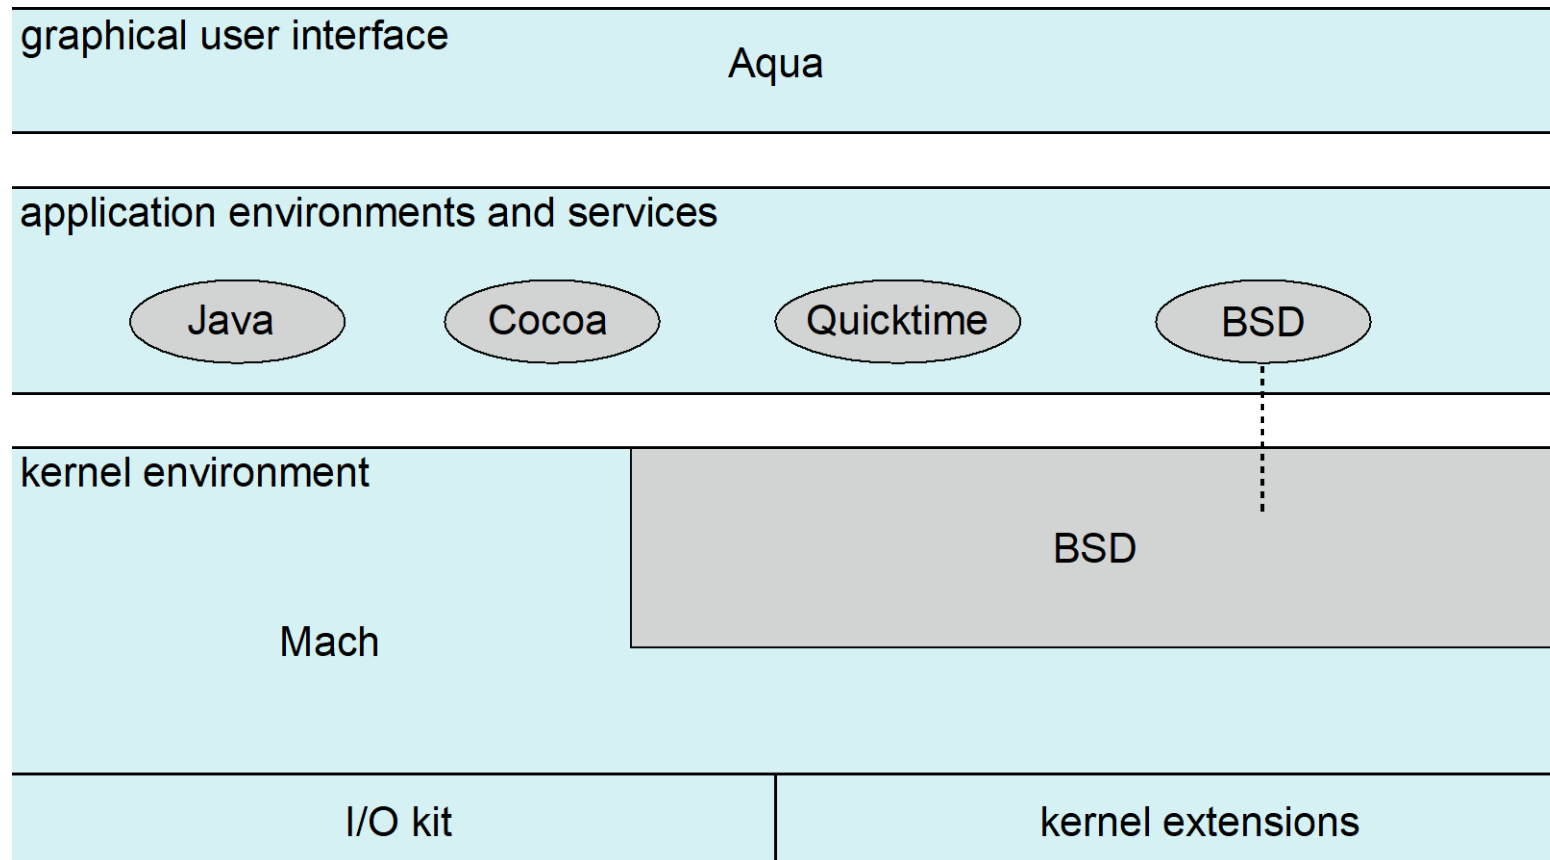 graphical user interface
Aqua
application environments and services
Java
Cocoa
Quicktime
BSD
kernel environment
BSD
Mach
I/O kit
kernel extensions